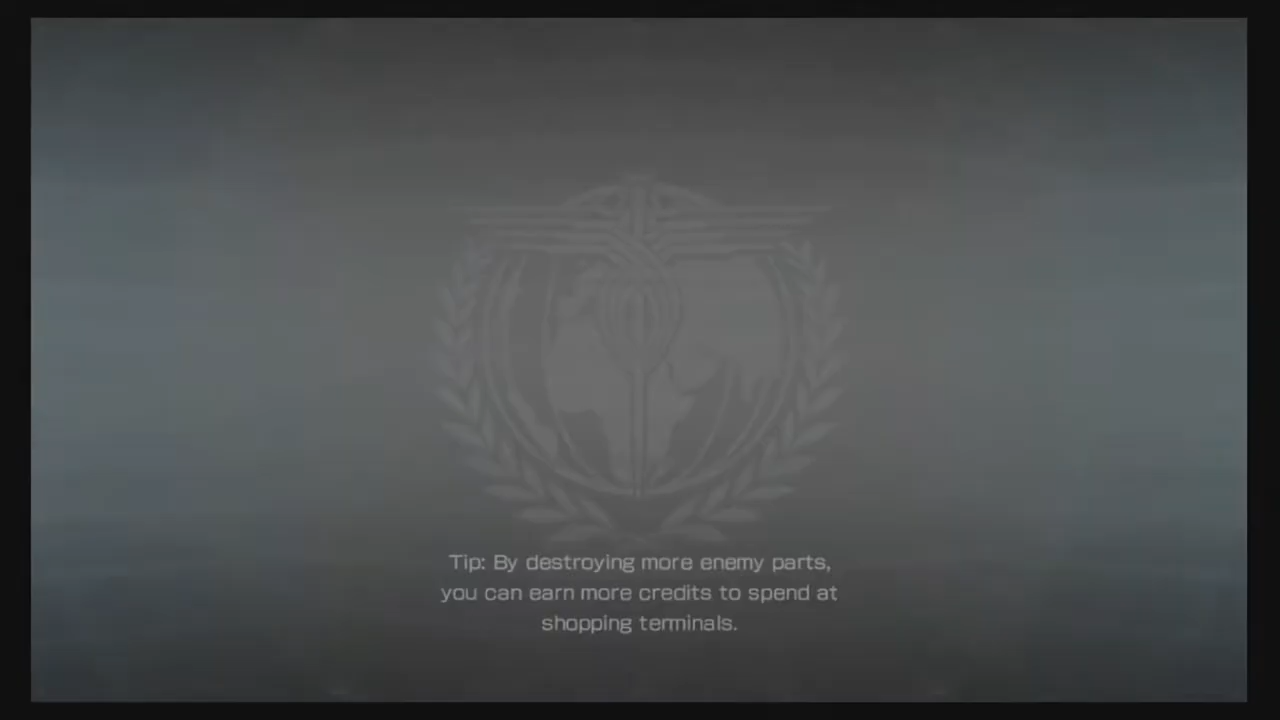 Tip: By destroying more enemy parts,
you can earn more credits to spend at
shopping terminals.